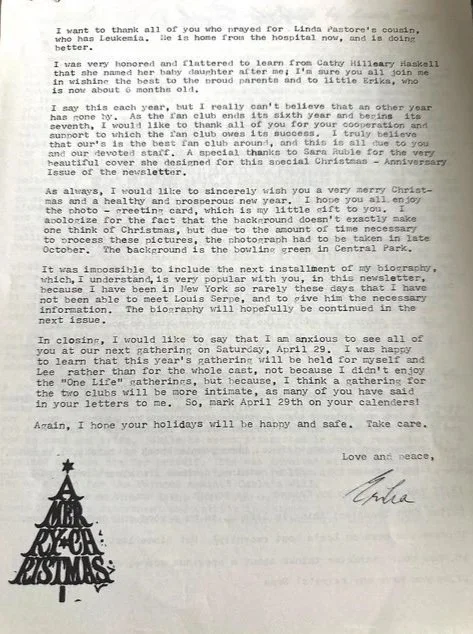 I want to thank all of you who prayed for Linda Pastore's cousin,
who has Leukemia. He is home from the hospital now, and is doing
better.
I was very honored and flattered to learn from Cathy Hilleary Haskell
that she named her baby daughter after me; I'm sure you all join me
in wishing the best to the proud parents and to little Erika, who
is now about 6 months old.
I say this each year, but I really can't believe that an other year
has gone by. As the fan club ends its sixth year and begins its
seventh, I would like to thank all of you for your cooperation and
support to which the fan club owes its success. I truly believe
that our's is the best fan club around, and this is all due to you
and our devoted staff. A special thanks to Sara Ruble for the very
beautiful cover she designed for this special Christmas - Anniversary
Issue of the newsletter.
As always, I would like to sincerely wish you a very merry Christ-
mas and a healthy and prosperous new year. I hope you all enjoy
the photo - greeting card, which is my little gift to you. I
apologize for the fact that the background doesn't exactly make
one think of Christmas, but due to the amount of time necessary
to process these pictures, the photograph had to be taken in late
October. The background is the bowling green in Central Park.
It was impossible to include the next installment of my biography,
which, I understand, is very popular with you, in this newsletter,
because I have been in New York so rarely these days that I have
not been able to meet Louis Serpe, and to give him the necessary
information. The biography will hopefully be continued in the
next issue.
In closing, I would like to say that I am anxious to see all of
you at our next gathering on Saturday, April 29. I was happy
to learn that this year's gathering will be held for myself and
Lee rather than for the whole cast, not because I didn't enjoy
the "One Life" gatherings, but because, I think a gathering for
the two clubs will be more intimate, as many of you have said
in your letters to me. So, mark April 29th on your calenders!
Again, I hope your holidays will be happy and safe. Take care.
Love and peace,
Erika
A
MER
RY CH
RISTMAS